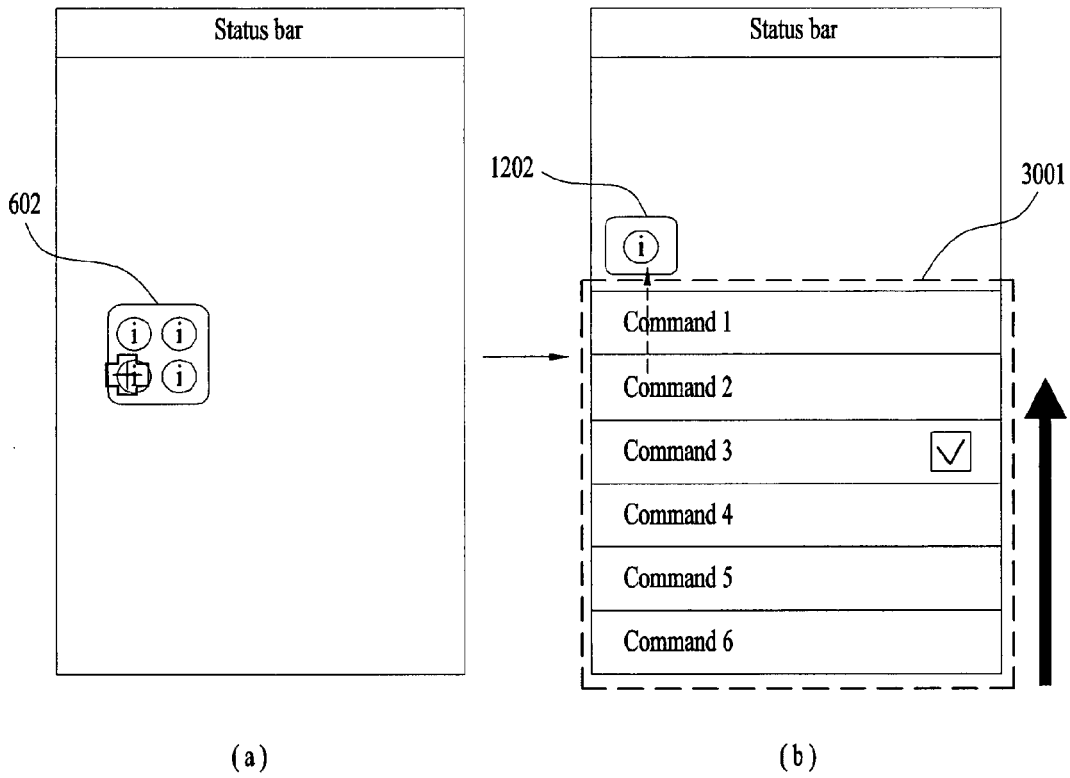 Status bar
602
i i
i i
(a)
Status bar
1202
3001
i
Command 1
Command 2
Command 3
Command 4
Command 5
Command 6
(b)